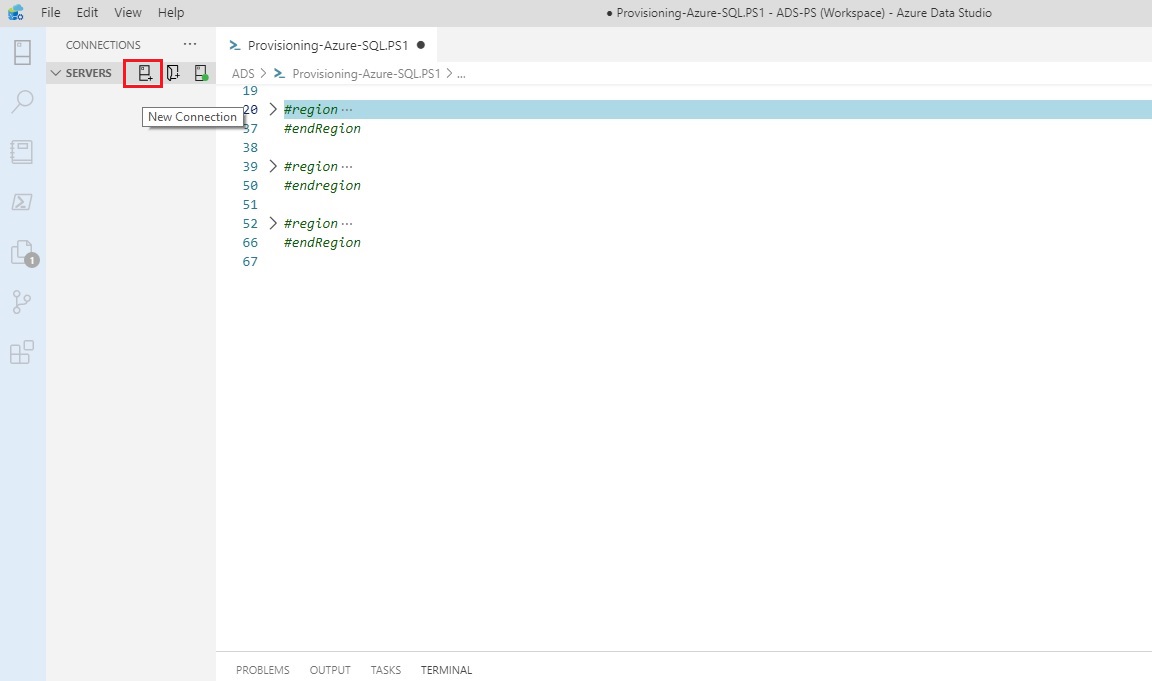 File Edit View Help
● Provisioning-Azure-SQL.PS1 - ADS-PS (Workspace) - Azure Data Studio
CONNECTIONS ...
SERVERS
New Connection
1
Provisioning-Azure-SQL.PS1 ●
ADS > Provisioning-Azure-SQL.PS1 > ...
19
20 > #region ...
37 #endRegion
38
39 > #region ...
50 #endregion
51
52 > #region ...
66 #endRegion
67
PROBLEMS OUTPUT TASKS TERMINAL